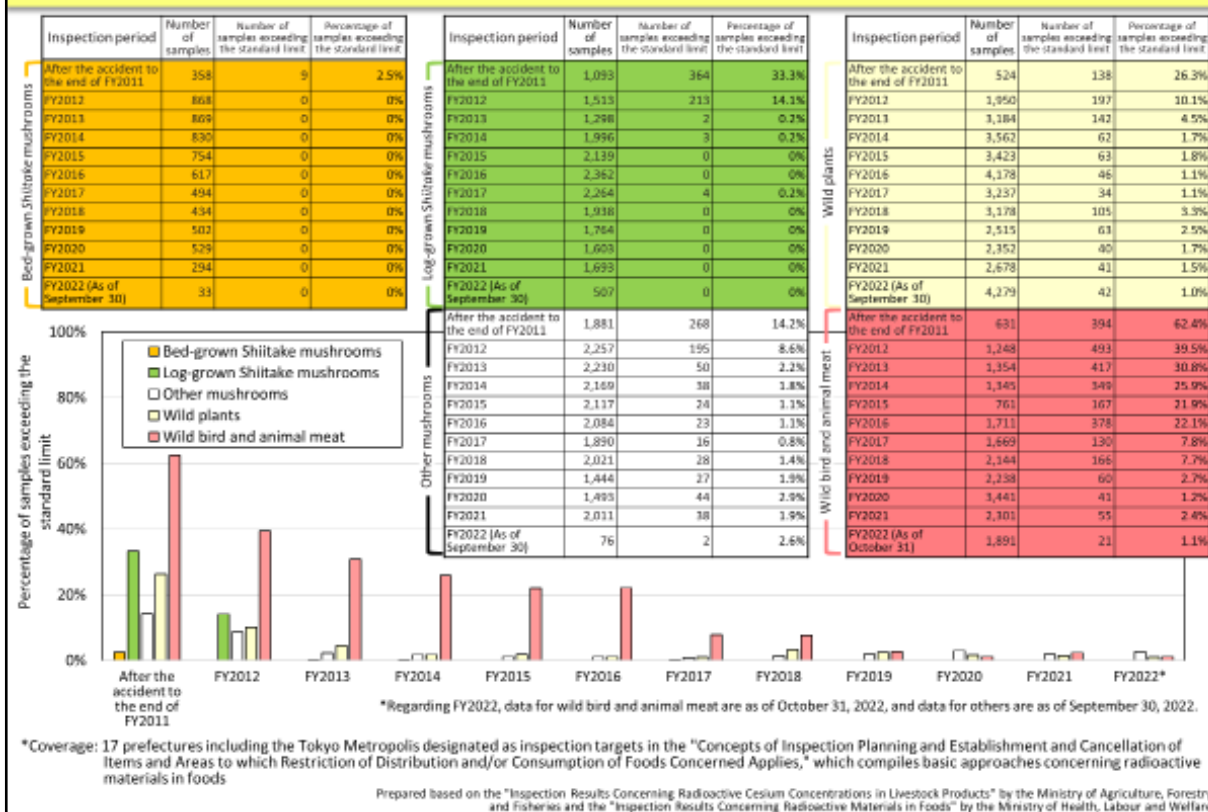 Inspection period
Number of samples
Number of samples exceeding the standard limit
Percentage of samples exceeding the standard limit
Bed-grown Shiitake mushrooms
After the accident to the end of FY2011 358 9 2.5%
FY2012 868 0 0%
FY2013 869 0 0%
FY2014 830 0 0%
FY2015 754 0 0%
FY2016 617 0 0%
FY2017 494 0 0%
FY2018 434 0 0%
FY2019 502 0 0%
FY2020 529 0 0%
FY2021 294 0 0%
FY2022 (As of September 30) 33 0 0%
Inspection period
Number of samples
Number of samples exceeding the standard limit
Percentage of samples exceeding the standard limit
Log-grown Shiitake mushrooms
After the accident to the end of FY2011 1,093 364 33.3%
FY2012 1,513 213 14.1%
FY2013 1,298 2 0.2%
FY2014 1,996 3 0.2%
FY2015 2,139 0 0%
FY2016 2,362 0 0%
FY2017 2,264 4 0.2%
FY2018 1,938 0 0%
FY2019 1,764 0 0%
FY2020 1,603 0 0%
FY2021 1,693 0 0%
FY2022 (As of September 30) 507 0 0%
Other mushrooms
After the accident to the end of FY2011 1,881 268 14.2%
FY2012 2,257 195 8.6%
FY2013 2,230 50 2.2%
FY2014 2,169 38 1.8%
FY2015 2,117 24 1.1%
FY2016 2,084 23 1.1%
FY2017 1,890 16 0.8%
FY2018 2,021 28 1.4%
FY2019 1,444 27 1.9%
FY2020 1,493 44 2.9%
FY2021 2,011 38 1.9%
FY2022 (As of September 30) 76 2 2.6%
Inspection period
Number of samples
Number of samples exceeding the standard limit
Percentage of samples exceeding the standard limit
Wild plants
After the accident to the end of FY2011 524 138 26.3%
FY2012 1,950 197 10.1%
FY2013 3,184 142 4.5%
FY2014 3,562 62 1.7%
FY2015 3,423 63 1.8%
FY2016 4,178 46 1.1%
FY2017 3,237 34 1.1%
FY2018 3,178 105 3.3%
FY2019 2,515 63 2.5%
FY2020 2,352 40 1.7%
FY2021 2,678 41 1.5%
FY2022 (As of September 30) 4,279 42 1.0%
Wild bird and animal meat
After the accident to the end of FY2011 631 394 62.4%
FY2012 1,248 493 39.5%
FY2013 1,354 417 30.8%
FY2014 1,345 349 25.9%
FY2015 761 167 21.9%
FY2016 1,711 378 22.1%
FY2017 1,669 130 7.8%
FY2018 2,144 166 7.7%
FY2019 2,238 60 2.7%
FY2020 3,441 41 1.2%
FY2021 2,301 55 2.4%
FY2022 (As of October 31) 1,891 21 1.1%
Percentage of samples exceeding the standard limit
100%
80%
60%
40%
20%
0%
Bed-grown Shiitake mushrooms
Log-grown Shiitake mushrooms
Other mushrooms
Wild plants
Wild bird and animal meat
After the accident to the end of FY2011
FY2012 FY2013 FY2014 FY2015 FY2016 FY2017 FY2018 FY2019 FY2020 FY2021 FY2022*
*Regarding FY2022, data for wild bird and animal meat are as of October 31, 2022, and data for others are as of September 30, 2022.
*Coverage: 17 prefectures including the Tokyo Metropolis designated as inspection targets in the "Concepts of Inspection Planning and Establishment and Cancellation of
Items and Areas to which Restriction of Distribution and/or Consumption of Foods Concerned Applies," which compiles basic approaches concerning radioactive
materials in foods
Prepared based on the "Inspection Results Concerning Radioactive Cesium Concentrations in Livestock Products" by the Ministry of Agriculture, Forestry
and Fisheries and the "Inspection Results Concerning Radioactive Materials in Foods" by the Ministry of Health, Labour and Welfare